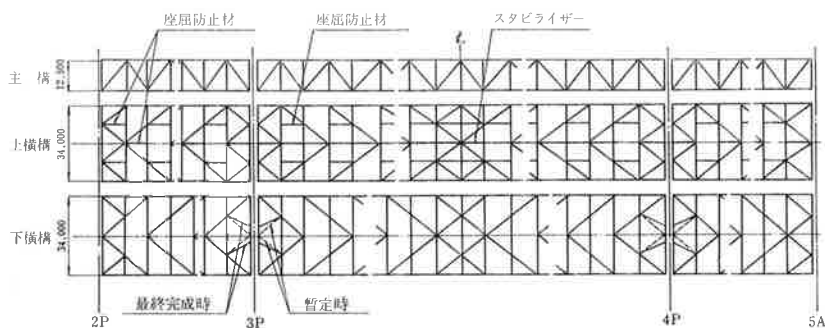 座屈防止材 座屈防止材 ℄ スタビライザー
主構 12,500
上横構 34,000
下横構 34,000
最終完成時 暫定時
2P 3P 4P 5A